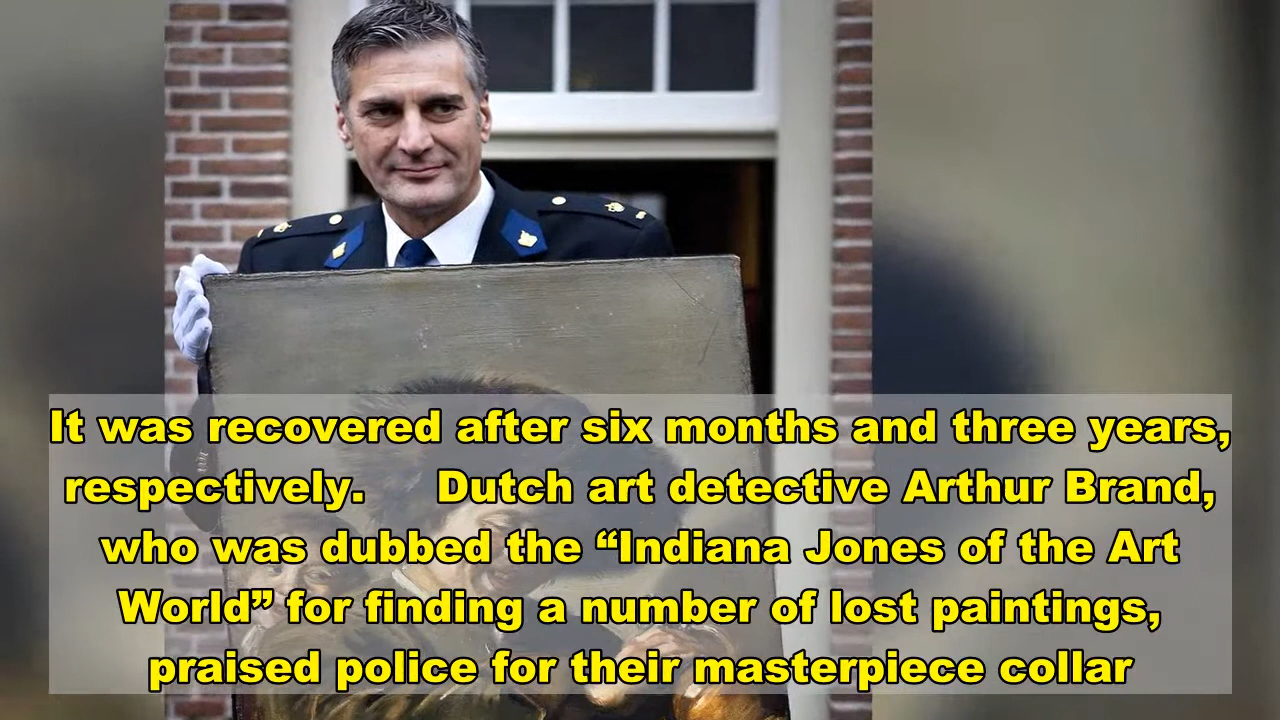 It was recovered after six months and three years,
respectively. Dutch art detective Arthur Brand,
who was dubbed the “Indiana Jones of the Art
World” for finding a number of lost paintings,
praised police for their masterpiece collar